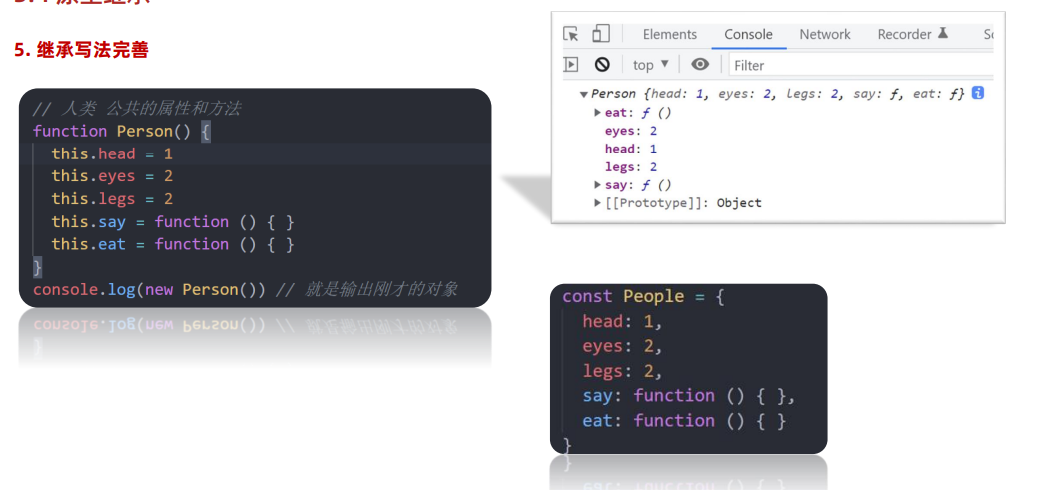 5. 继承写法完善
// 人类 公共的属性和方法
function Person() {
this.head = 1
this.eyes = 2
this.legs = 2
this.say = function () { }
this.eat = function () { }
}
console.log(new Person()) // 就是输出刚才的对象
Elements Console Network Recorder
top Filter
Person {head: 1, eyes: 2, legs: 2, say: ƒ, eat: ƒ}
eat: ƒ ()
eyes: 2
head: 1
legs: 2
say: ƒ ()
[[Prototype]]: Object
const People = {
head: 1,
eyes: 2,
legs: 2,
say: function () { },
eat: function () { }
}